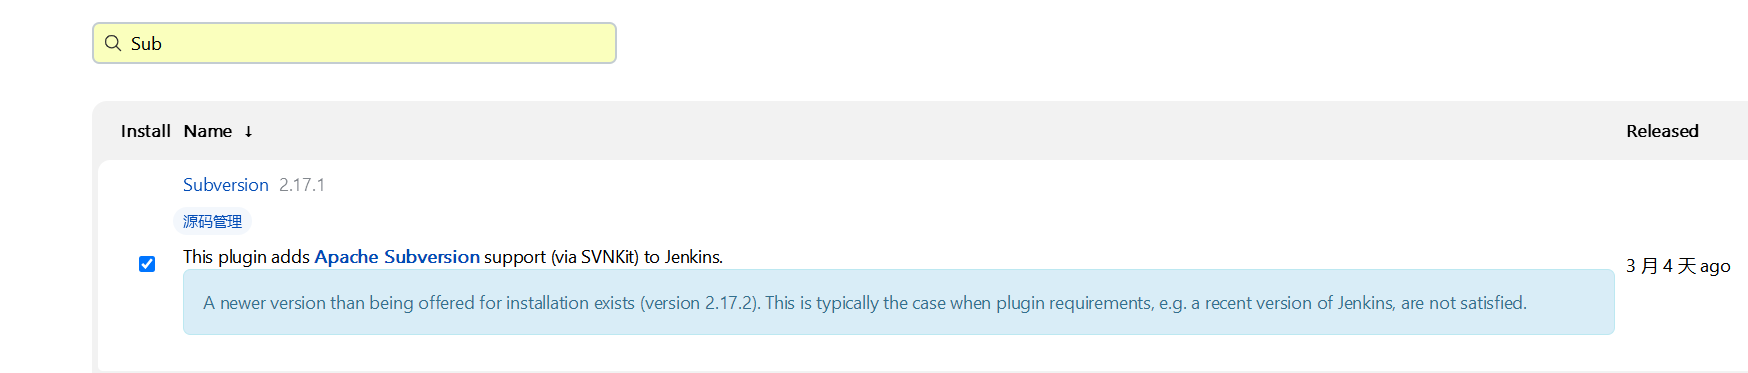 Sub
Install Name ↓ Released
Subversion 2.17.1
源码管理
This plugin adds Apache Subversion support (via SVNKit) to Jenkins.
3 月 4 天 ago
A newer version than being offered for installation exists (version 2.17.2). This is typically the case when plugin requirements, e.g. a recent version of Jenkins, are not satisfied.